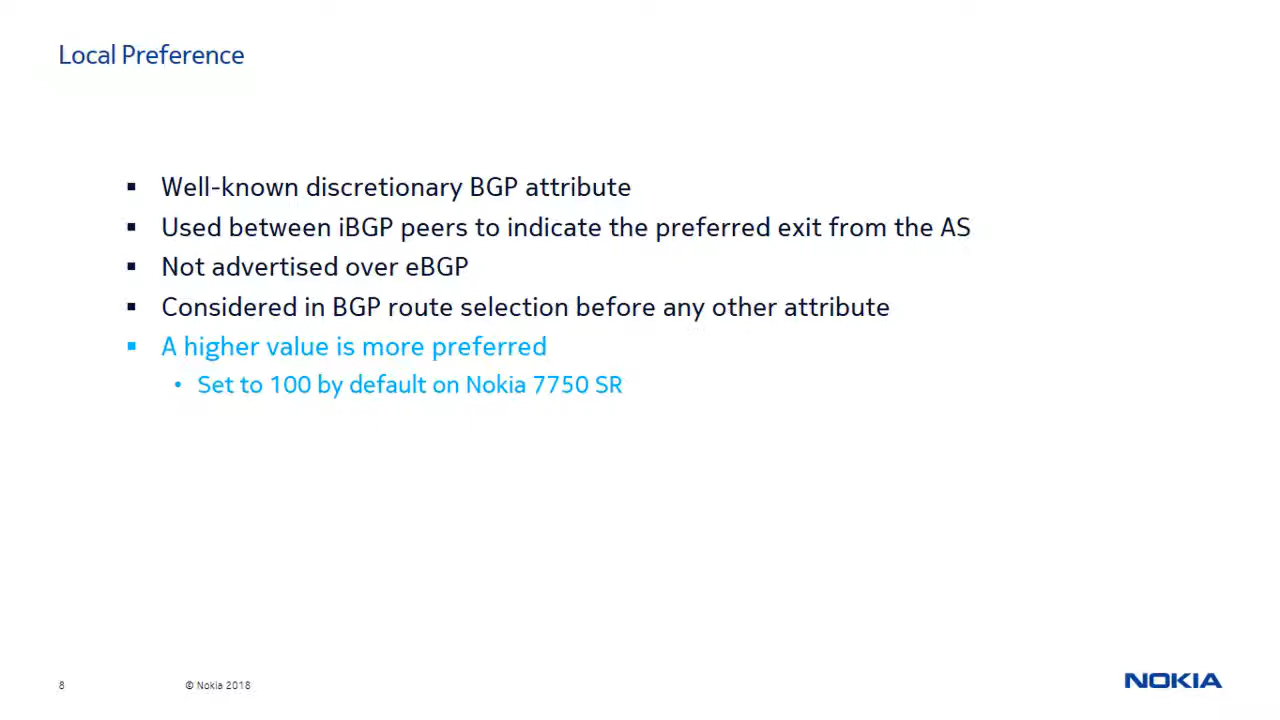 Local Preference
▪ Well-known discretionary BGP attribute
▪ Used between iBGP peers to indicate the preferred exit from the AS
▪ Not advertised over eBGP
▪ Considered in BGP route selection before any other attribute
▪ A higher value is more preferred
• Set to 100 by default on Nokia 7750 SR
8 © Nokia 2018 NOKIA